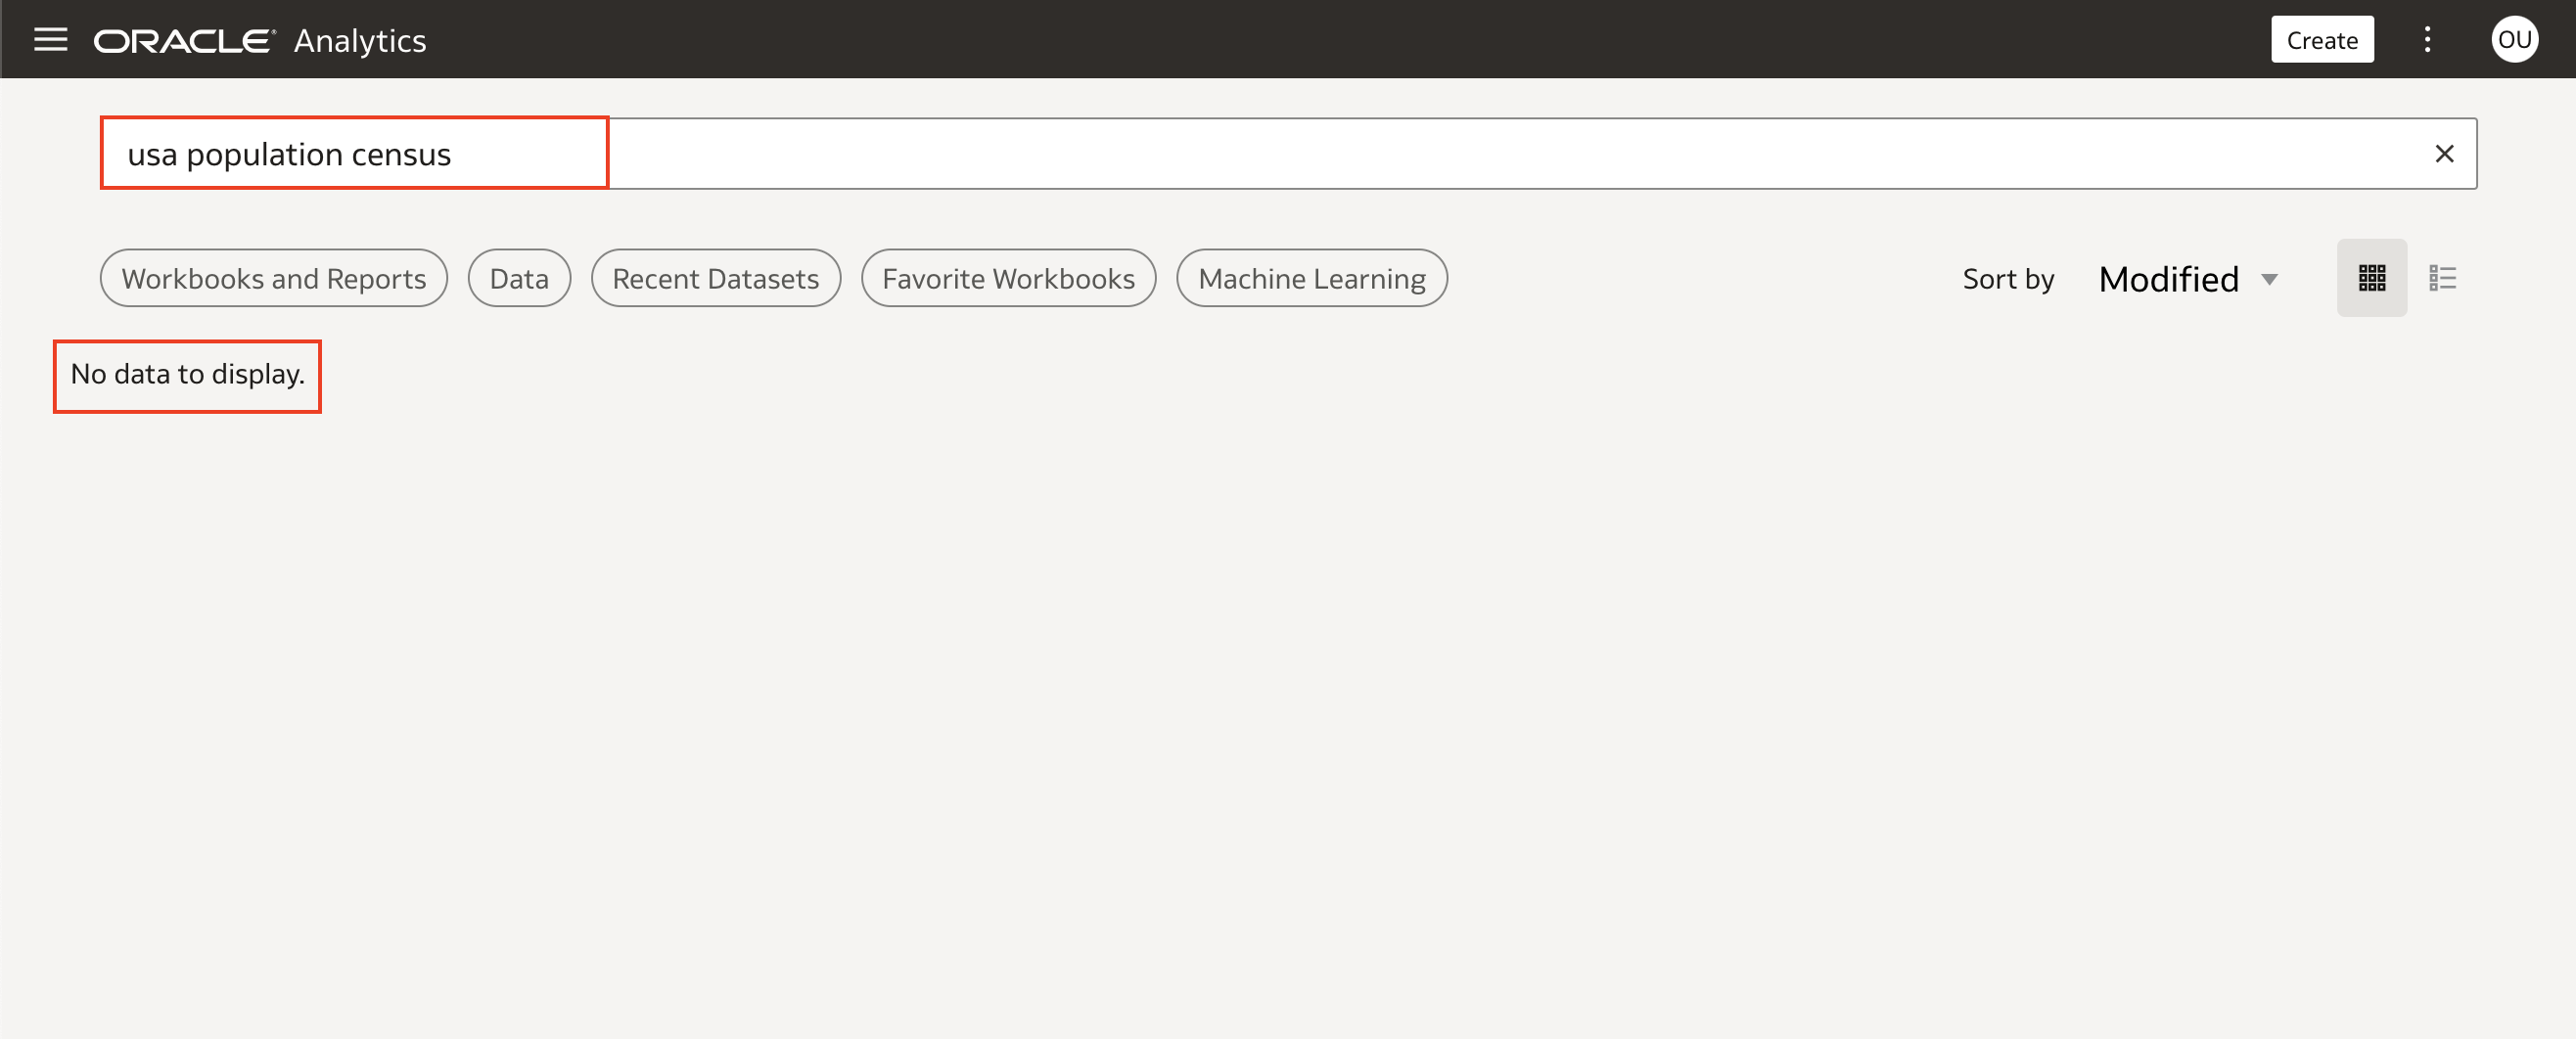 ORACLE Analytics Create OU
usa population census
Workbooks and Reports Data Recent Datasets Favorite Workbooks Machine Learning Sort by Modified
No data to display.